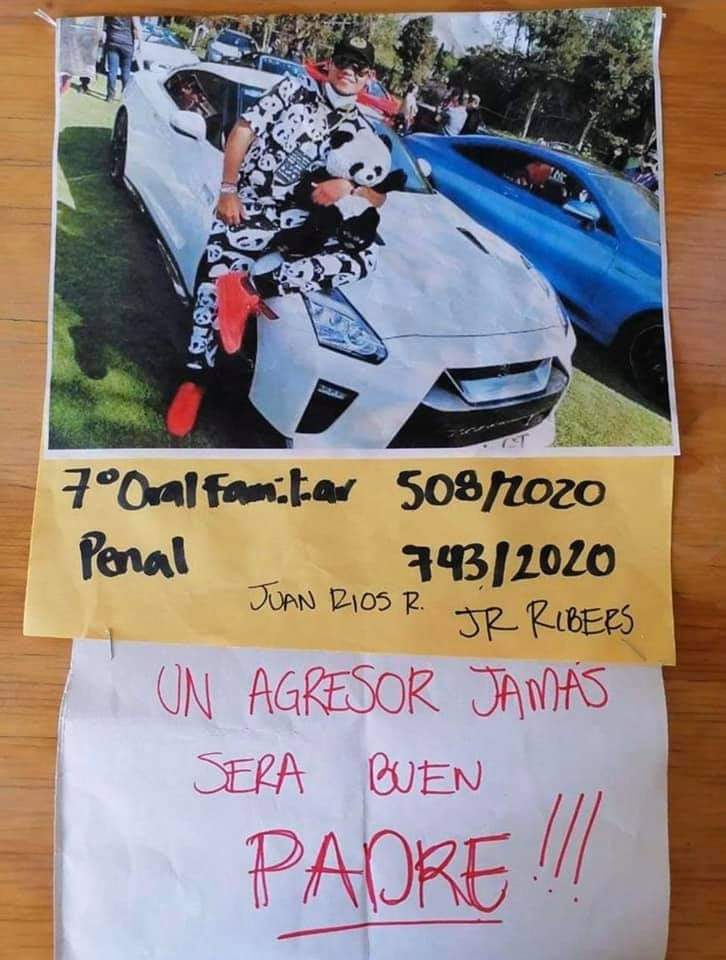 7° Oral Familiar 508/2020
Penal 743/2020
JUAN RIOS R. JR RIBERS
UN AGRESOR JAMÁS
SERA BUEN
PADRE!!!